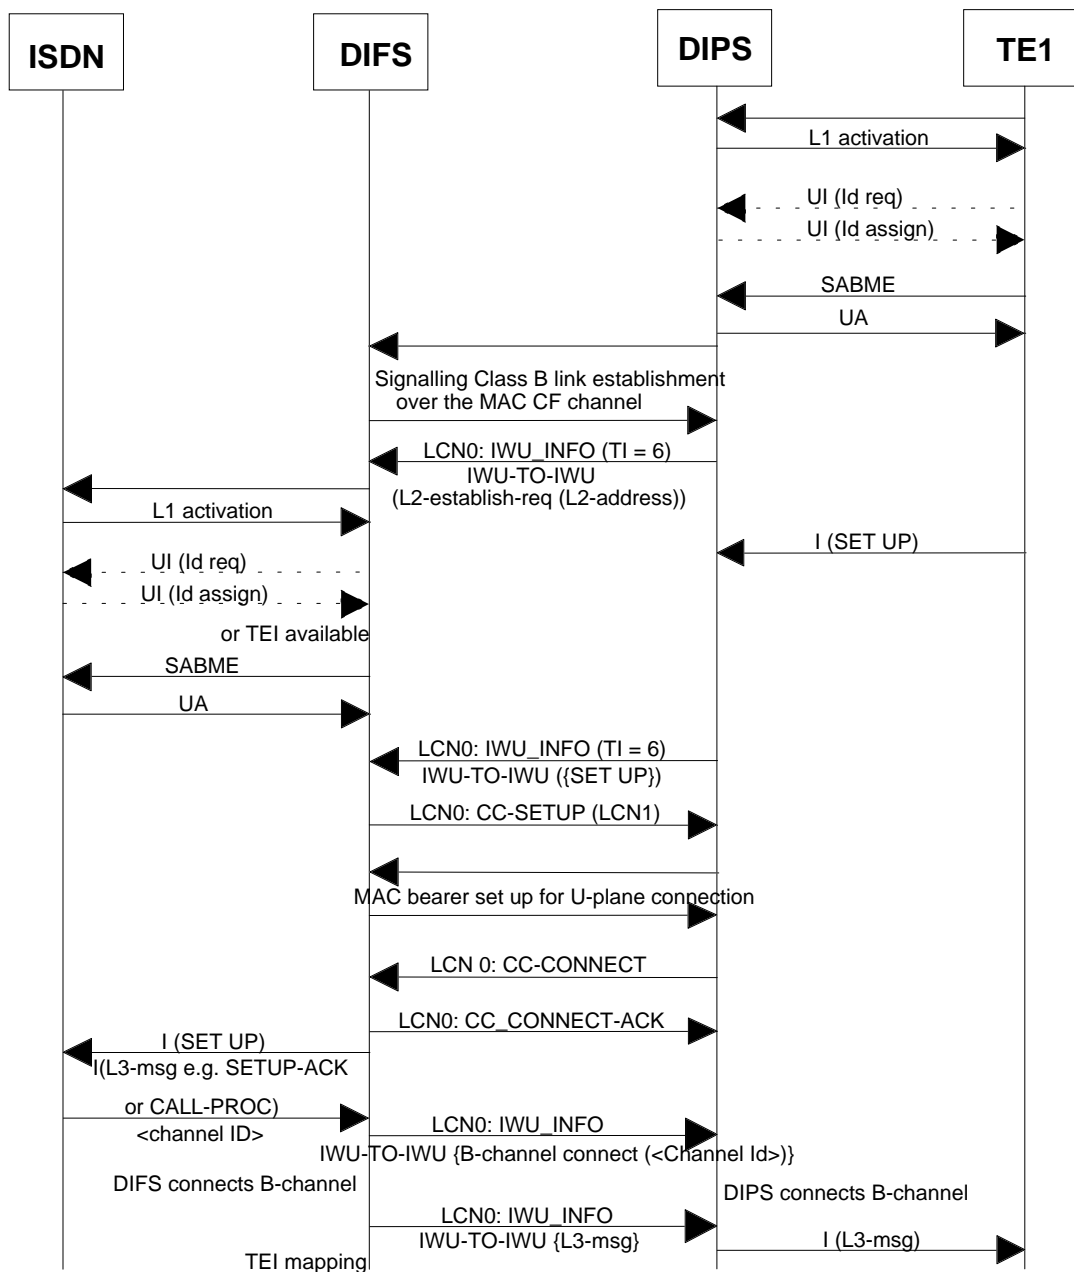 ISDN
DIFS
DIPS
TE1
L1 activation
UI (Id req)
UI (Id assign)
SABME
UA
Signalling Class B link establishment
over the MAC CF channel
LCN0: IWU_INFO (TI = 6)
IWU-TO-IWU
(L2-establish-req (L2-address))
L1 activation
I (SET UP)
UI (Id req)
UI (Id assign)
or TEI available
SABME
UA
LCN0: IWU_INFO (TI = 6)
IWU-TO-IWU ({SET UP})
LCN0: CC-SETUP (LCN1)
MAC bearer set up for U-plane connection
LCN 0: CC-CONNECT
LCN0: CC_CONNECT-ACK
I (SET UP)
I(L3-msg e.g. SETUP-ACK
or CALL-PROC)
<channel ID>
LCN0: IWU_INFO
IWU-TO-IWU {B-channel connect (<Channel Id>)}
DIFS connects B-channel
DIPS connects B-channel
LCN0: IWU_INFO
IWU-TO-IWU {L3-msg}
I (L3-msg)
TEI mapping